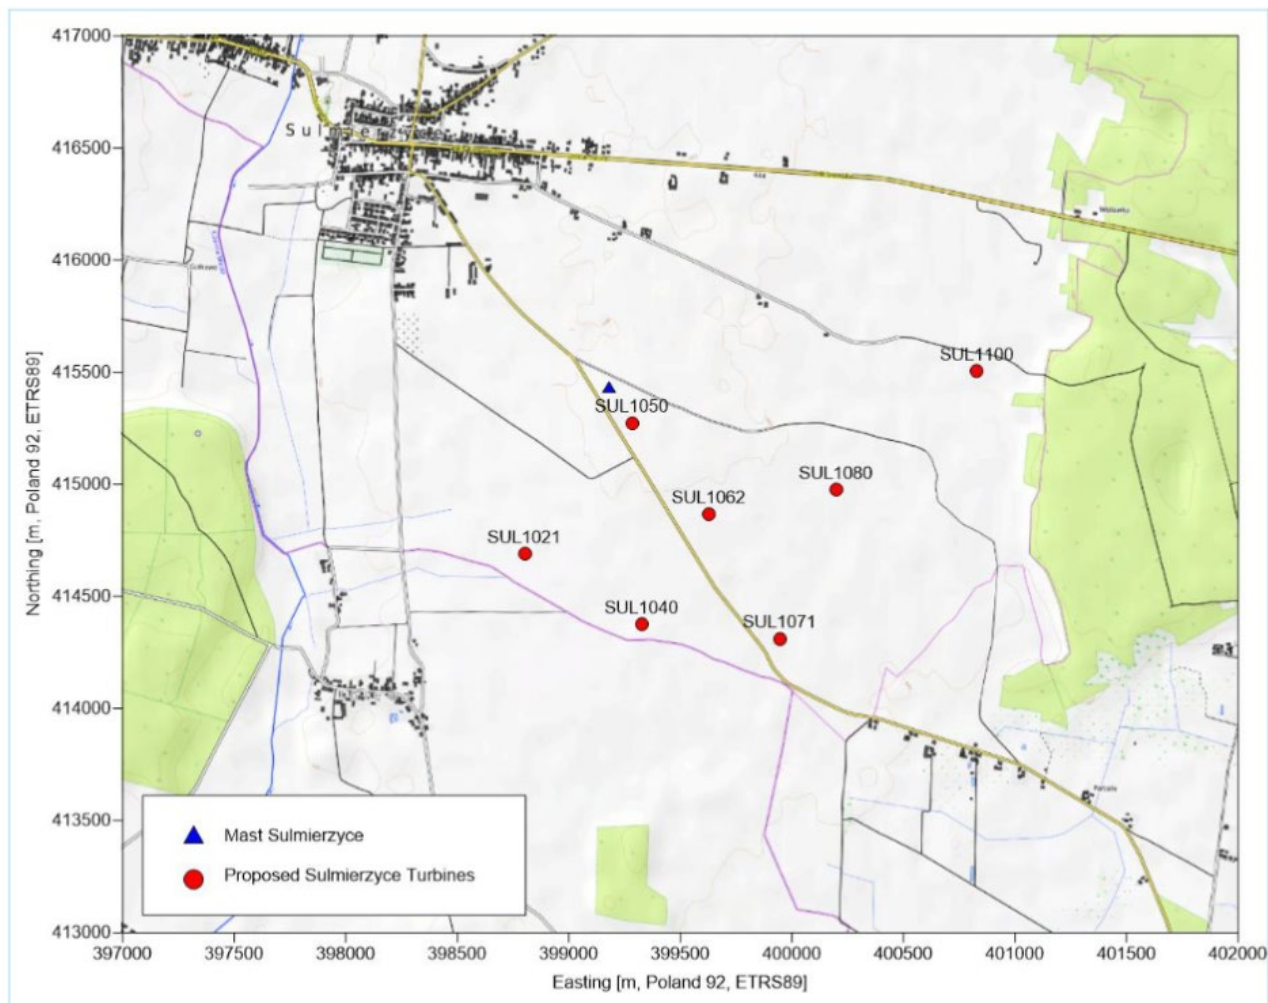 417000
416500
416000
415500
415000
414500
414000
413500
413000
Northing [m, Poland 92, ETRS89]
Sulmierzyce
SUL1100
SUL1050
SUL1080
SUL1062
SUL1021
SUL1040
SUL1071
Mast Sulmierzyce
Proposed Sulmierzyce Turbines
397000 397500 398000 398500 399000 399500 400000 400500 401000 401500 402000
Easting [m, Poland 92, ETRS89]